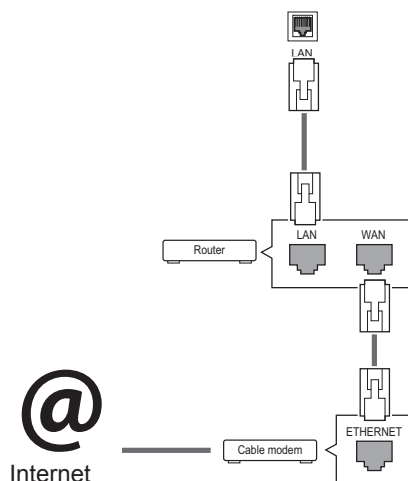 LAN
LAN WAN
Router
ETHERNET
@
Cable modem
Internet